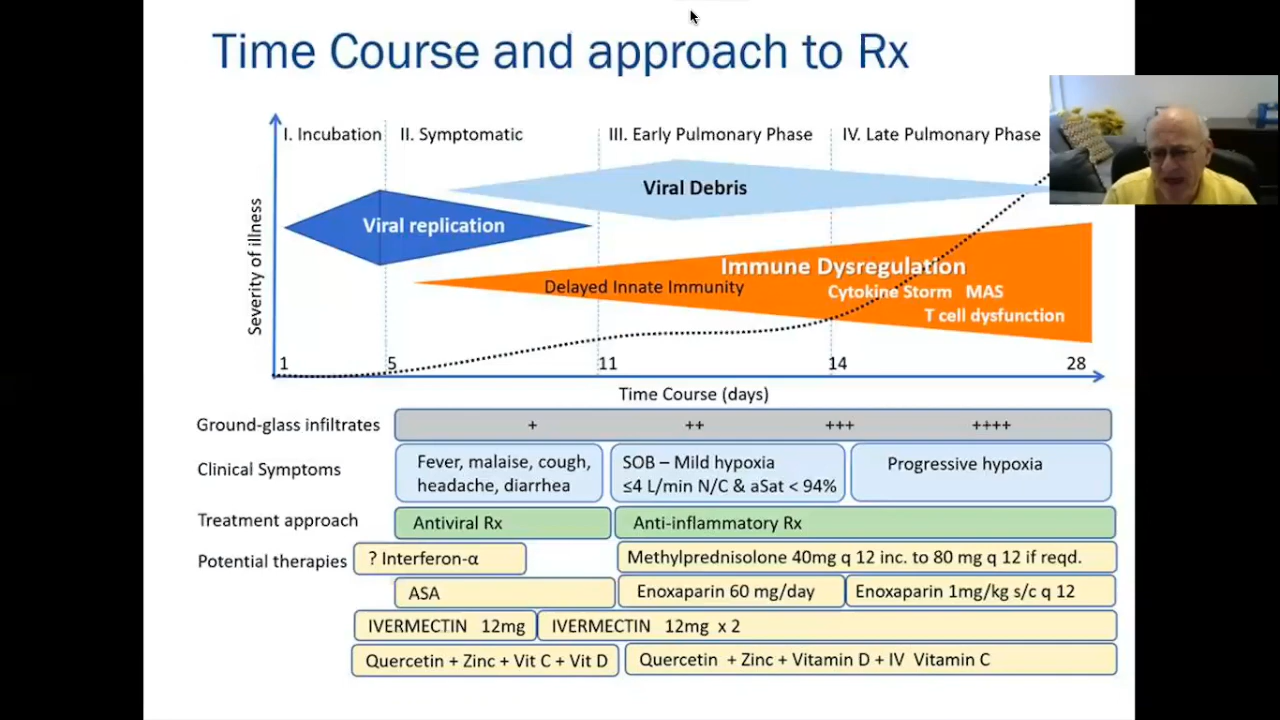 Time Course and approach to Rx
I. Incubation
II. Symptomatic
III. Early Pulmonary Phase
IV. Late Pulmonary Phase
Severity of illness
Viral Debris
Viral replication
Immune Dysregulation
Delayed Innate Immunity
Cytokine Storm MAS
T cell dysfunction
1 5 11 14 28
Time Course (days)
Ground-glass infiltrates + ++ +++ ++++
Clinical Symptoms
Fever, malaise, cough,
headache, diarrhea
SOB – Mild hypoxia
≤4 L/min N/C & aSat < 94%
Progressive hypoxia
Treatment approach
Antiviral Rx
Anti-inflammatory Rx
Potential therapies
? Interferon-α
Methylprednisolone 40mg q 12 inc. to 80 mg q 12 if reqd.
ASA
Enoxaparin 60 mg/day
Enoxaparin 1mg/kg s/c q 12
IVERMECTIN 12mg
IVERMECTIN 12mg x 2
Quercetin + Zinc + Vit C + Vit D
Quercetin + Zinc + Vitamin D + IV Vitamin C